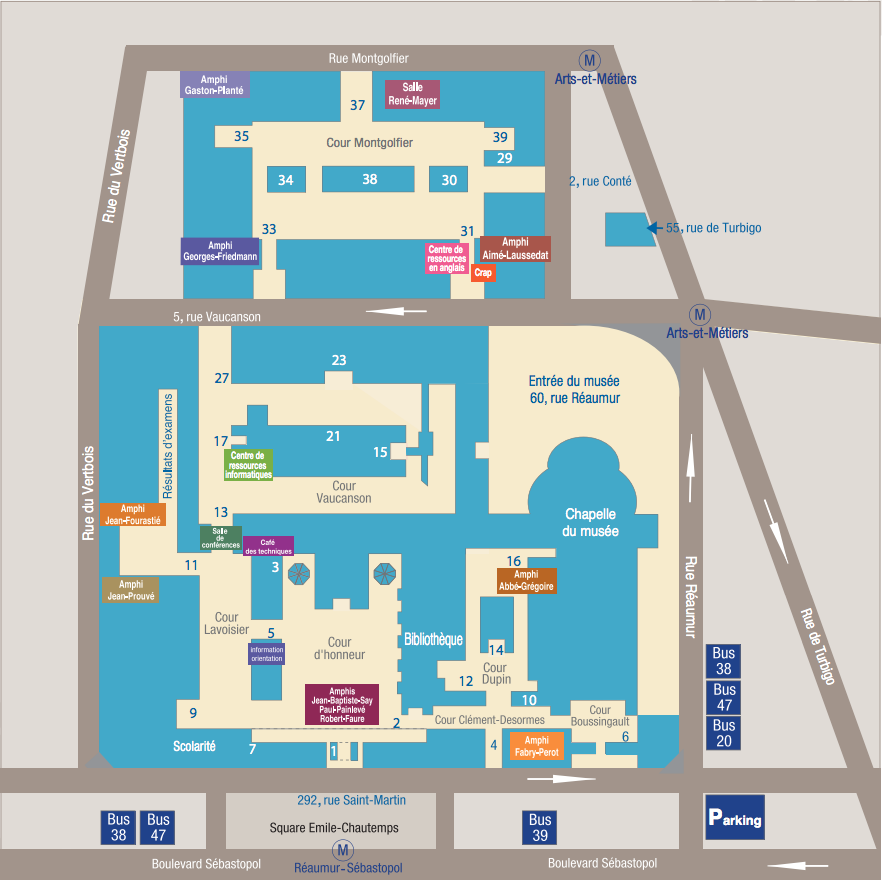 Rue Montgolfier
M
Arts-et-Métiers
Amphi
Gaston-Planté
Salle
René-Mayer
37
35
Cour Montgolfier
39
29
34
38
30
2, rue Conté
Rue du Vertbois
33
31
55, rue de Turbigo
Amphi
Georges-Friedmann
Centre de
ressources
en anglais
Amphi
Aimé-Laussedat
Crap
5, rue Vaucanson
M
Arts-et-Métiers
23
27
Entrée du musée
60, rue Réaumur
Résultats d'examens
17
21
15
Centre de
ressources
informatiques
Cour
Vaucanson
Rue du Vertbois
13
Amphi
Jean-Fourastié
Chapelle
du musée
Salle
de
conférences
Café
des techniques
11
3
16
Amphi
Jean-Prouvé
Amphi
Abbé-Grégoire
Rue Réaumur
Rue de Turbigo
Cour
Lavoisier
5
information
orientation
Cour
d'honneur
Bibliothèque
14
Cour
Dupin
12
10
Bus
38
Bus
47
Bus
20
Amphis
Jean-Baptiste-Say
Paul-Painlevé
Robert-Faure
9
2
Cour Clément-Desormes
Cour
Boussingault
Scolarité
7
1
4
Amphi
Fabry-Perot
6
292, rue Saint-Martin
Square Emile-Chautemps
Bus
38
Bus
47
Bus
39
Parking
M
Réaumur-Sébastopol
Boulevard Sébastopol
Boulevard Sébastopol